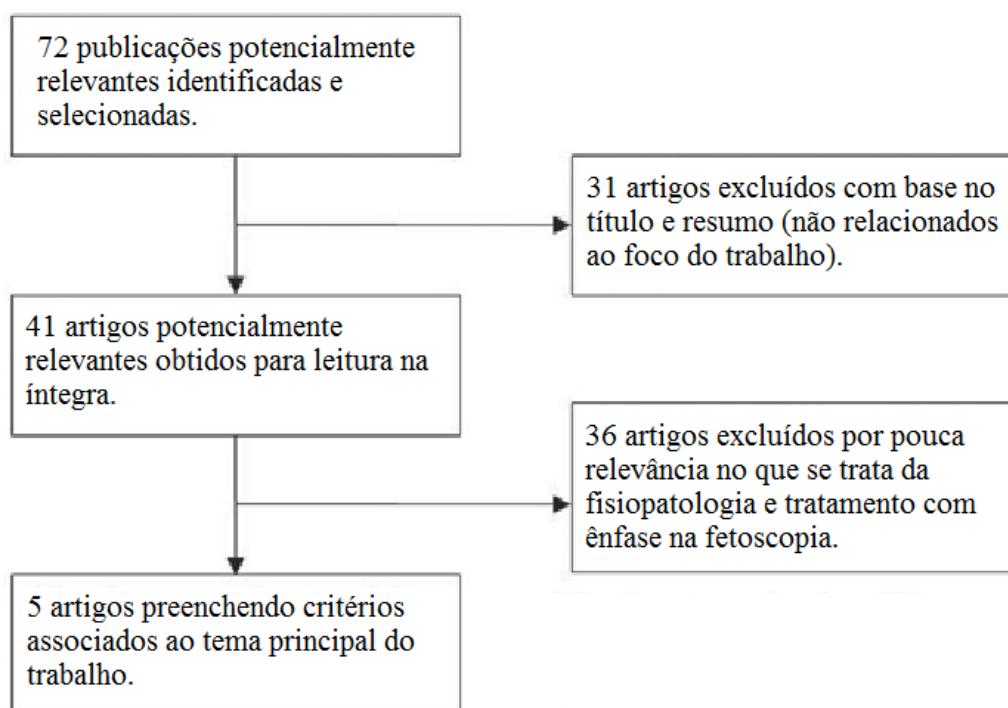 72 publicações potencialmente
relevantes identificadas e
selecionadas.
31 artigos excluídos com base no
título e resumo (não relacionados
ao foco do trabalho).
41 artigos potencialmente
relevantes obtidos para leitura na
íntegra.
36 artigos excluídos por pouca
relevância no que se trata da
fisiopatologia e tratamento com
ênfase na fetoscopia.
5 artigos preenchendo critérios
associados ao tema principal do
trabalho.